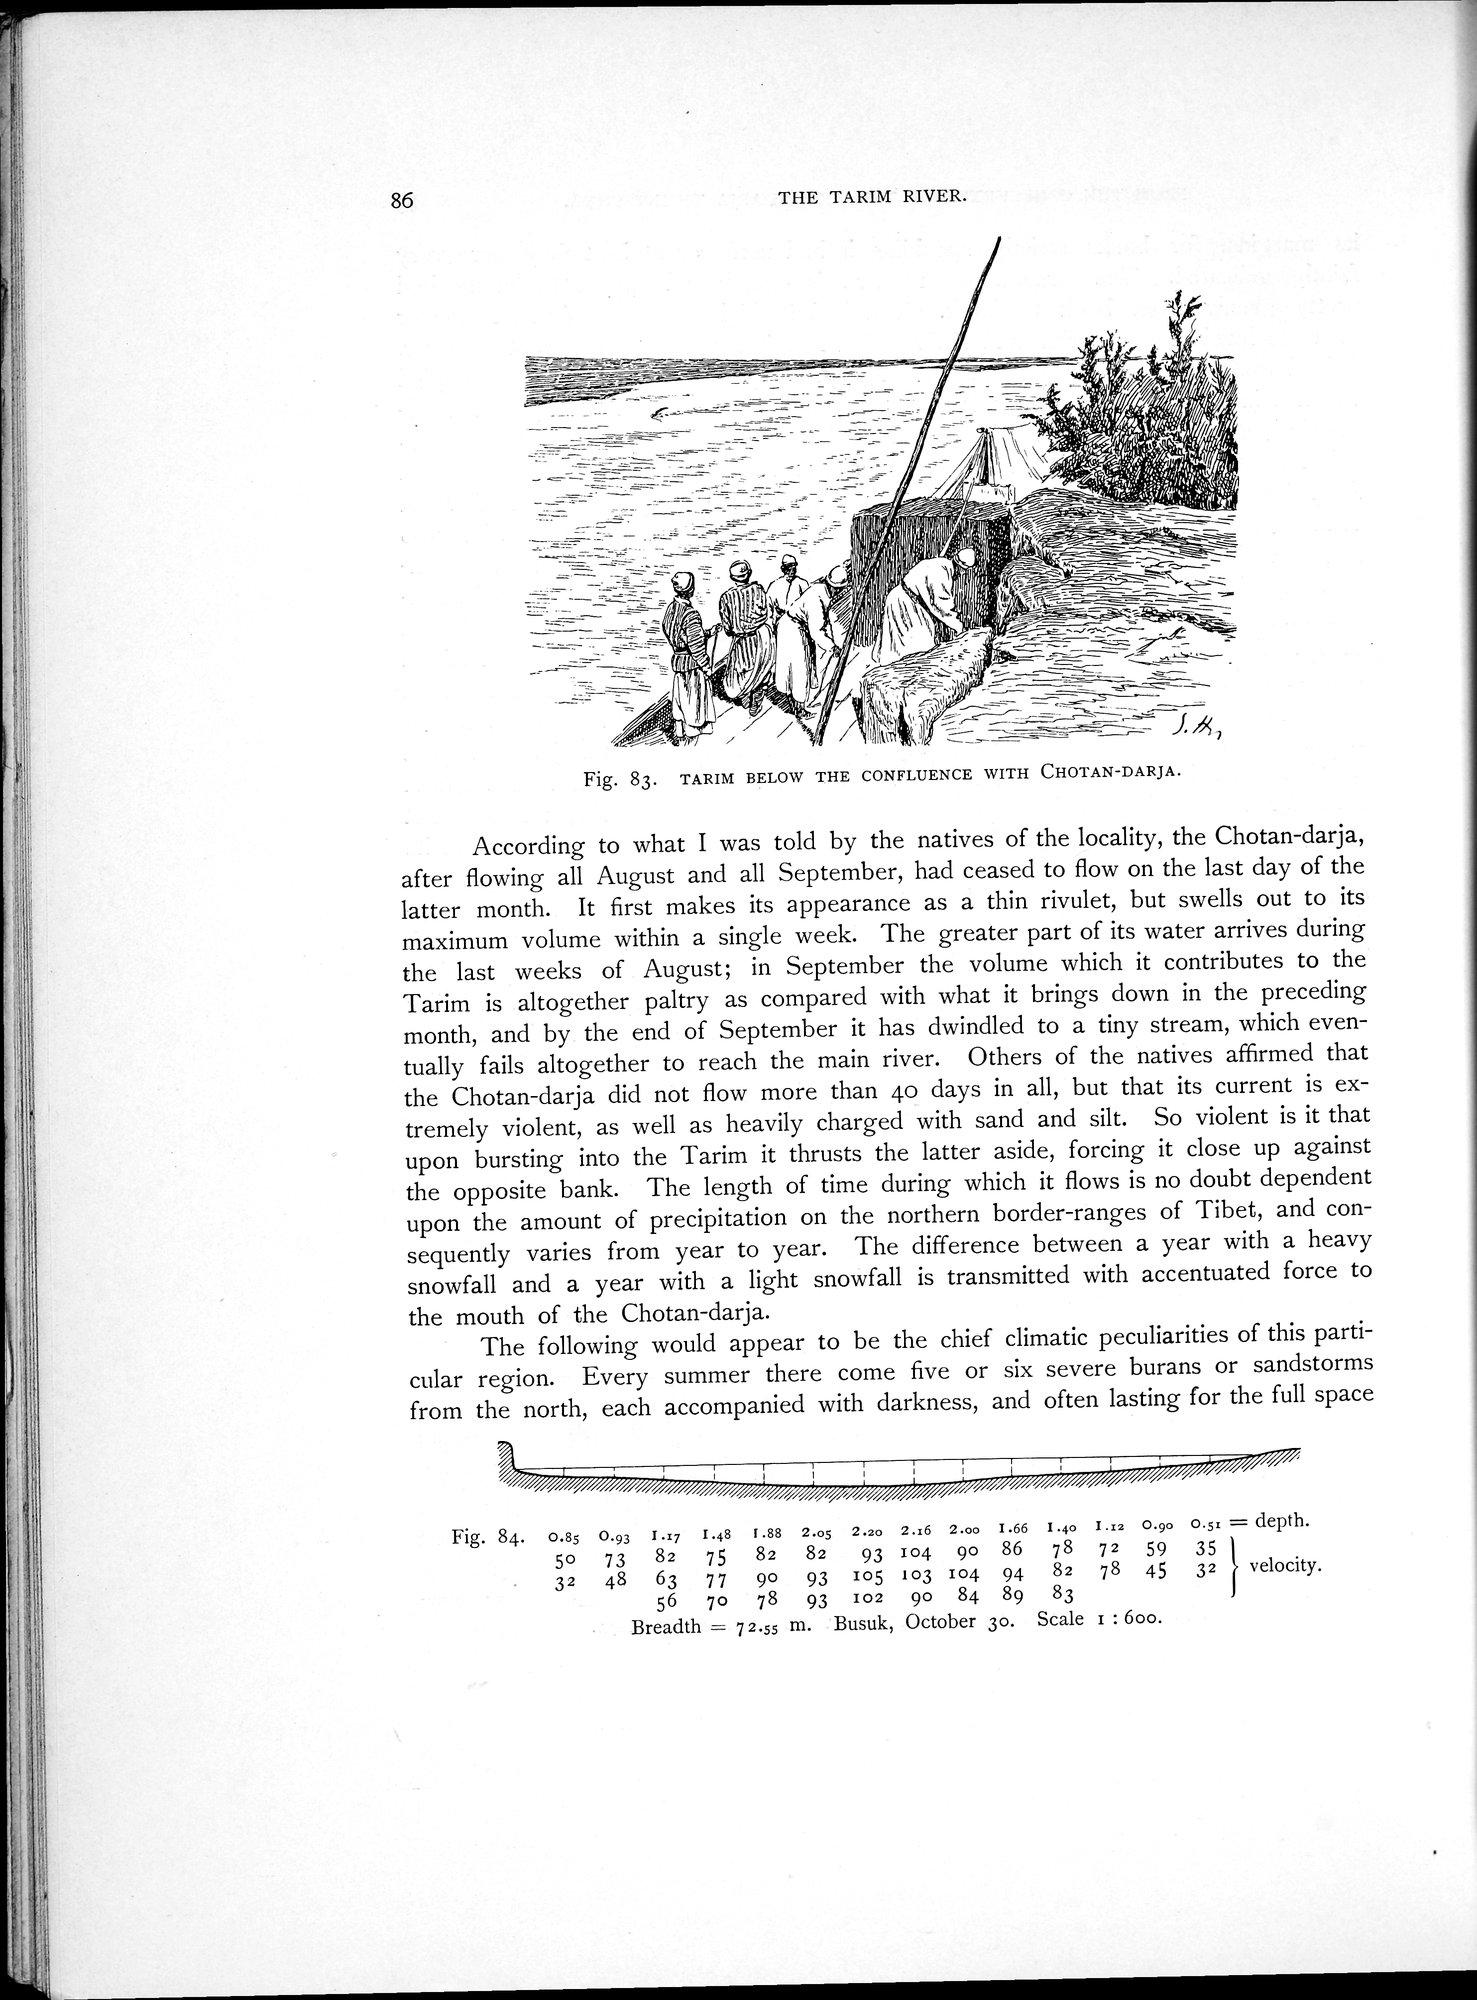 86
THE TARIM RIVER.
S. H.
Fig. 83. TARIM BELOW THE CONFLUENCE WITH CHOTAN-DARJA.
According to what I was told by the natives of the locality, the Chotan-darja,
after flowing all August and all September, had ceased to flow on the last day of the
latter month. It first makes its appearance as a thin rivulet, but swells out to its
maximum volume within a single week. The greater part of its water arrives during
the last weeks of August; in September the volume which it contributes to the
Tarim is altogether paltry as compared with what it brings down in the preceding
month, and by the end of September it has dwindled to a tiny stream, which even-
tually fails altogether to reach the main river. Others of the natives affirmed that
the Chotan-darja did not flow more than 40 days in all, but that its current is ex-
tremely violent, as well as heavily charged with sand and silt. So violent is it that
upon bursting into the Tarim it thrusts the latter aside, forcing it close up against
the opposite bank. The length of time during which it flows is no doubt dependent
upon the amount of precipitation on the northern border-ranges of Tibet, and con-
sequently varies from year to year. The difference between a year with a heavy
snowfall and a year with a light snowfall is transmitted with accentuated force to
the mouth of the Chotan-darja.
The following would appear to be the chief climatic peculiarities of this parti-
cular region. Every summer there come five or six severe burans or sandstorms
from the north, each accompanied with darkness, and often lasting for the full space
Fig. 84. 0.85 0.93 1.17 1.48 1.88 2.05 2.20 2.16 2.00 1.66 1.40 1.12 0.90 0.51 = depth.
50 73 82 75 82 82 93 104 90 86 78 72 59 35
32 48 63 77 90 93 105 103 104 94 82 78 45 32 } velocity.
56 70 78 93 102 90 84 89 83
Breadth = 72.55 m. Busuk, October 30. Scale 1 : 600.